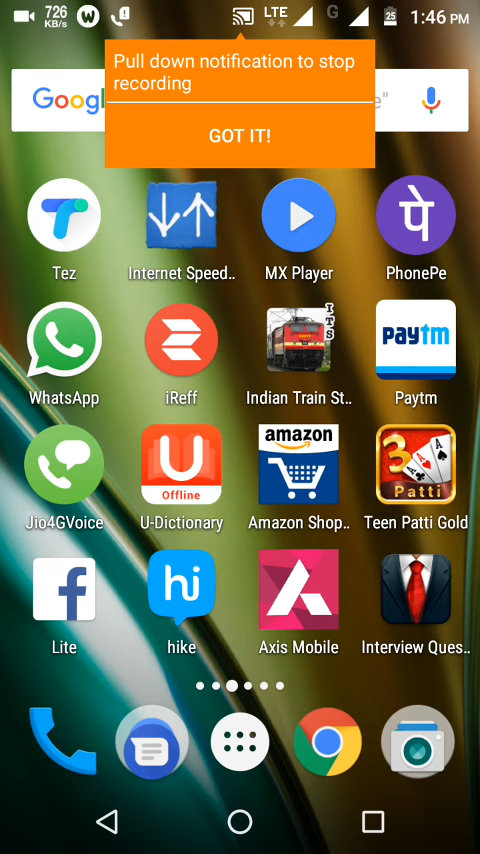 726
KB/s
W
LTE
G
25
1:46 PM
Pull down notification to stop
recording
GOT IT!
Googl
e"
पे
Tez
Internet Speed..
MX Player
PhonePe
ITS
paytm
WhatsApp
iReff
Indian Train St..
Paytm
U
Offline
amazon
3
A
A
A
Patti
Jio4GVoice
U-Dictionary
Amazon Shop..
Teen Patti Gold
f
hi
Lite
hike
Axis Mobile
Interview Ques..